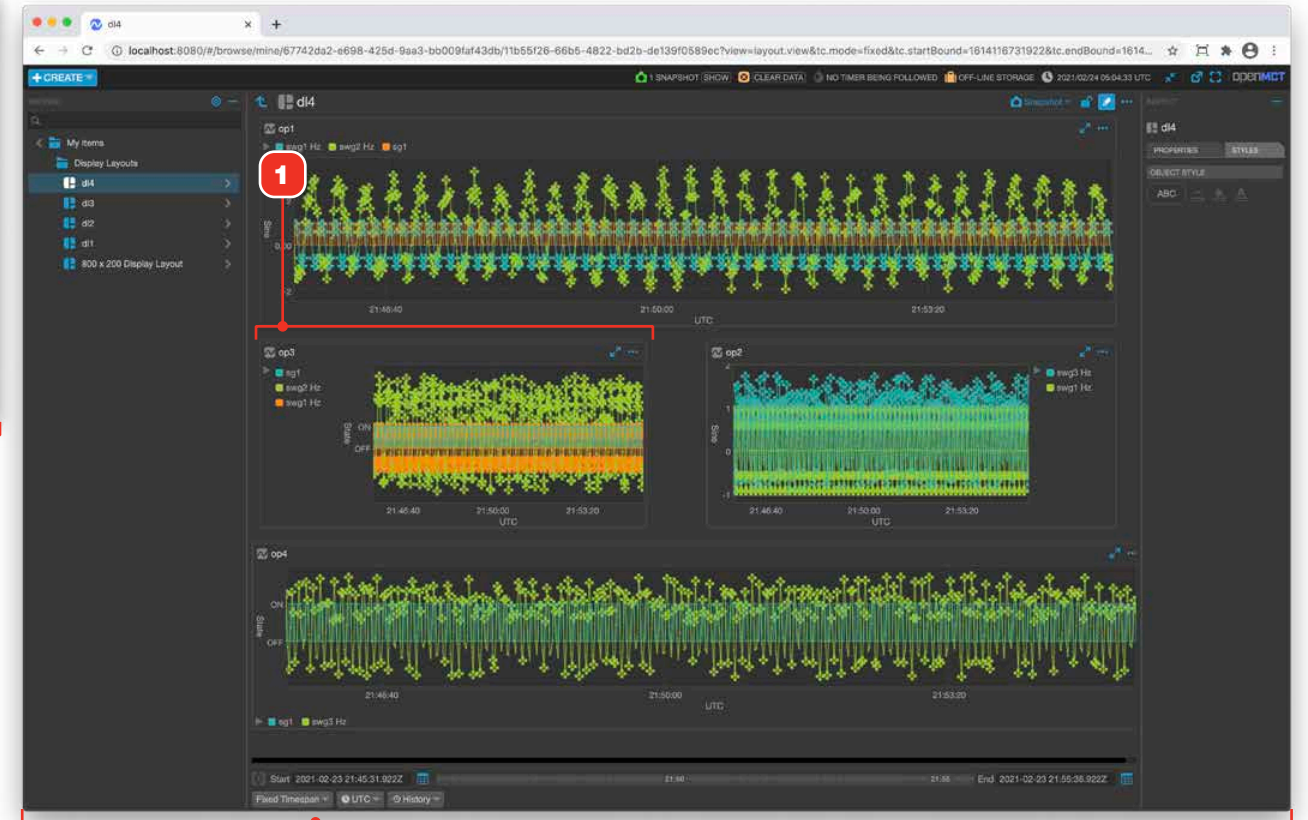 dl4
localhost:8080/#/browse/mine/67742da2-e698-425d-9aa3-bb009faf43db/11b55f26-66b5-4822-bd2b-de139f0589ec?view=layout.view&tc.mode=fixed&tc.startBound=1614116731922&tc.endBound=1614...
+ CREATE
1 SNAPSHOT SHOW CLEAR DATA NO TIMER BEING FOLLOWED OFF-LINE STORAGE 2021/02/24 05:04:33 UTC openMCT
dl4 Snapshot
My Items
Display Layouts
dl4
dl3
dl2
dl1
800 x 200 Display Layout
op1
swg1 Hz swg2 Hz sg1
1
Sine
0.00
-2
21:46:40 21:50:00 21:53:20
UTC
op3
sg1
swg2 Hz
swg1 Hz
State
ON
OFF
21:46:40 21:50:00 21:53:20
UTC
op2
swg3 Hz
swg1 Hz
Sine
2
1
0
-1
21:46:40 21:50:00 21:53:20
UTC
op4
State
ON
OFF
21:46:40 21:50:00 21:53:20
UTC
sg1 swg3 Hz
Start 2021-02-23 21:45:31.922Z 21:50 21:55 End 2021-02-23 21:55:38.922Z
Fixed Timespan UTC History
dl4
PROPERTIES STYLES
OBJECT STYLE
ABC